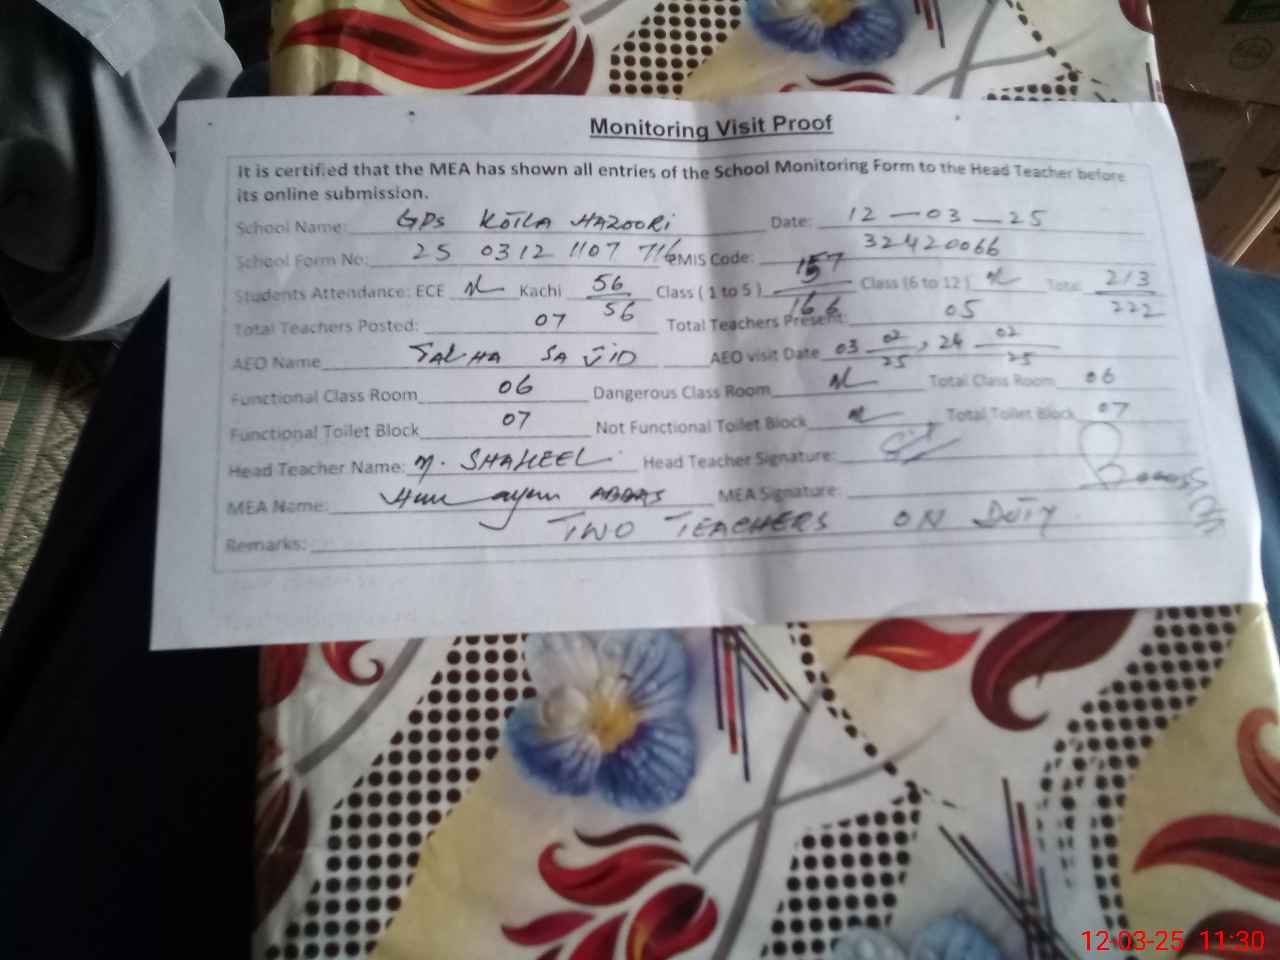 Monitoring Visit Proof
It is certified that the MEA has shown all entries of the School Monitoring Form to the Head Teacher before
its online submission.
School Name: GPS KOTLA HAZOORI Date: 12-03-25
School Form No: 25 0312 1107 716 EMIS Code: 32420066
Students Attendance: ECE Kachi 56/56 Class ( 1 to 5 ) 157/166 Class (6 to 12 ) Total 213/222
Total Teachers Posted: 07 Total Teachers Present: 05
AEO Name TALHA SAJID AEO visit Date 03 02/25, 24 02/25
Functional Class Room 06 Dangerous Class Room Total Class Room 06
Functional Toilet Block 07 Not Functional Toilet Block Total Toilet Block 07
Head Teacher Name: M. SHAKEEL Head Teacher Signature:
MEA Name: Humayun ABBAS MEA Signature:
Remarks: TWO TEACHERS ON DUTY
12-03-25 11:30